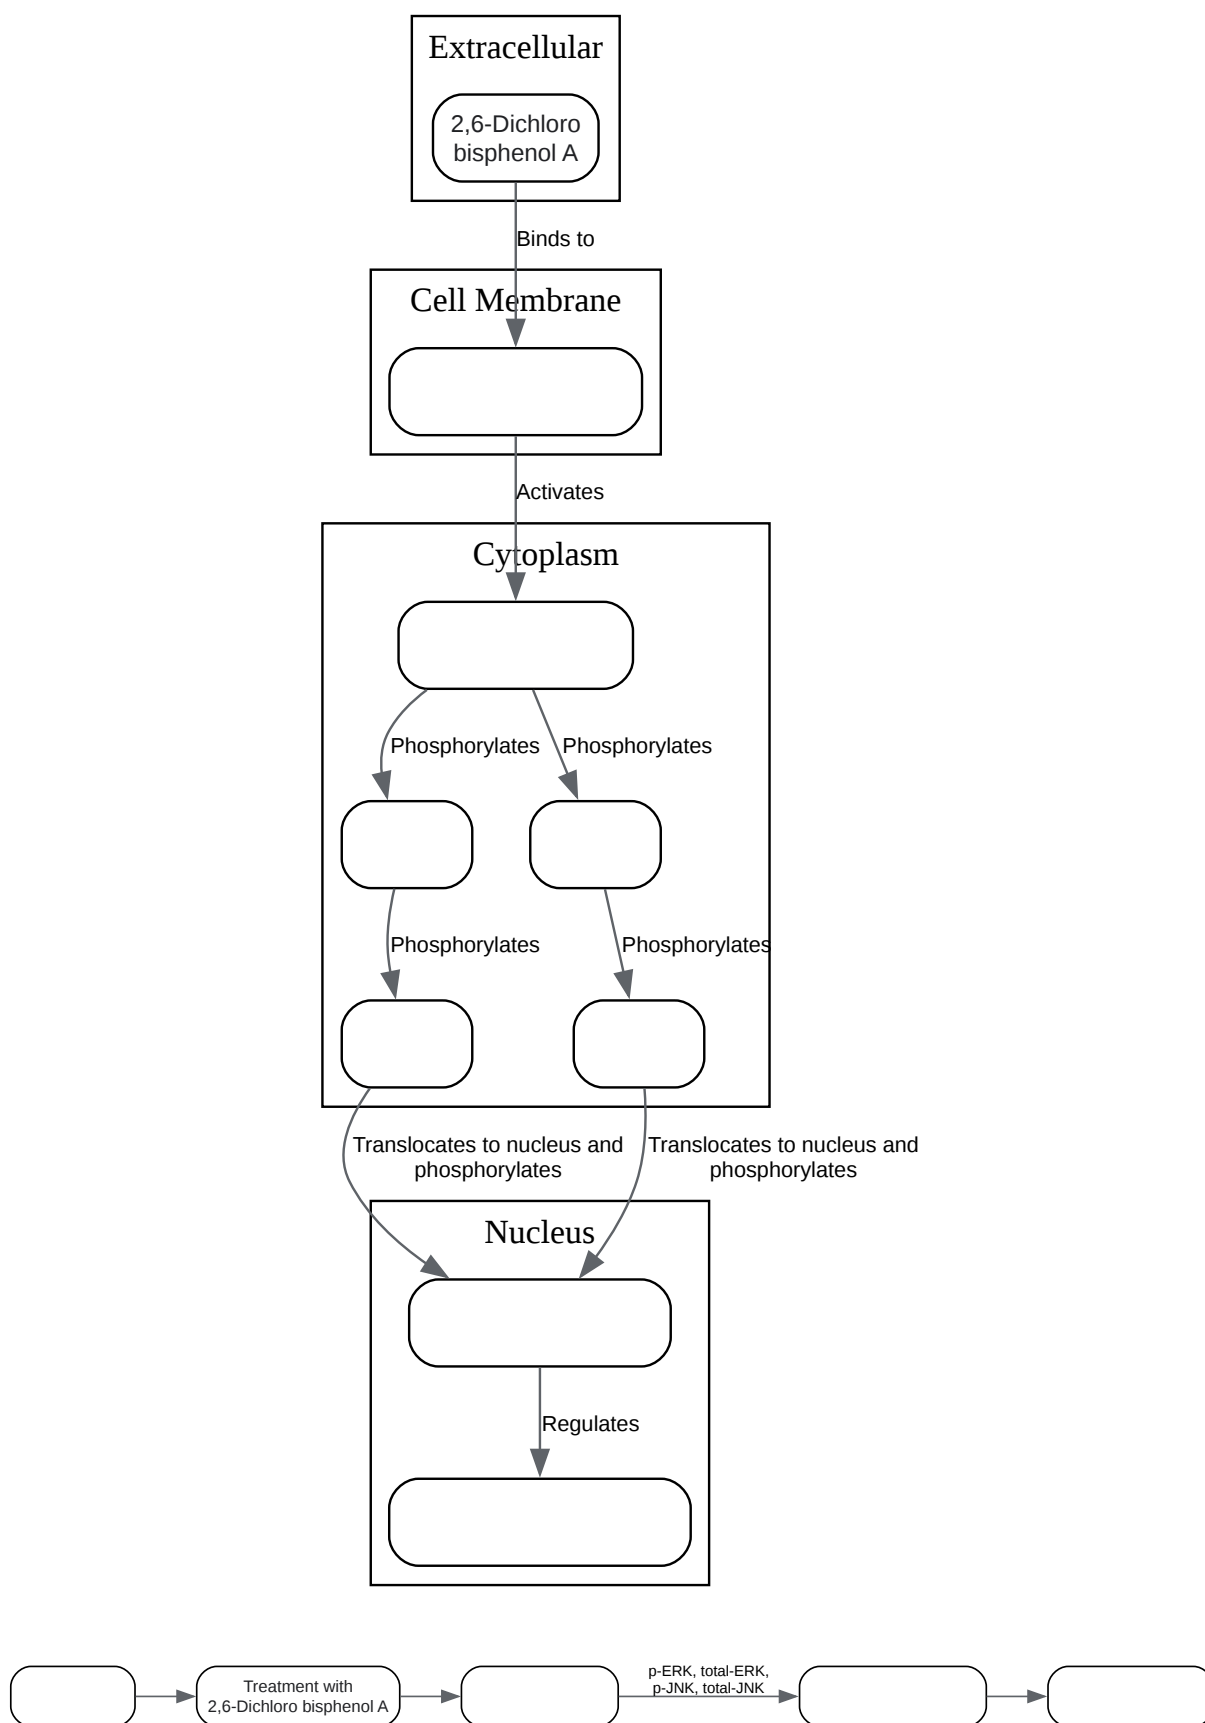 Extracellular
2,6-Dichloro
bisphenol A
Binds to
Cell Membrane
Activates
Cytoplasm
Phosphorylates
Phosphorylates
Phosphorylates
Phosphorylates
Translocates to nucleus and
phosphorylates
Translocates to nucleus and
phosphorylates
Nucleus
Regulates
Treatment with
2,6-Dichloro bisphenol A
p-ERK, total-ERK,
p-JNK, total-JNK